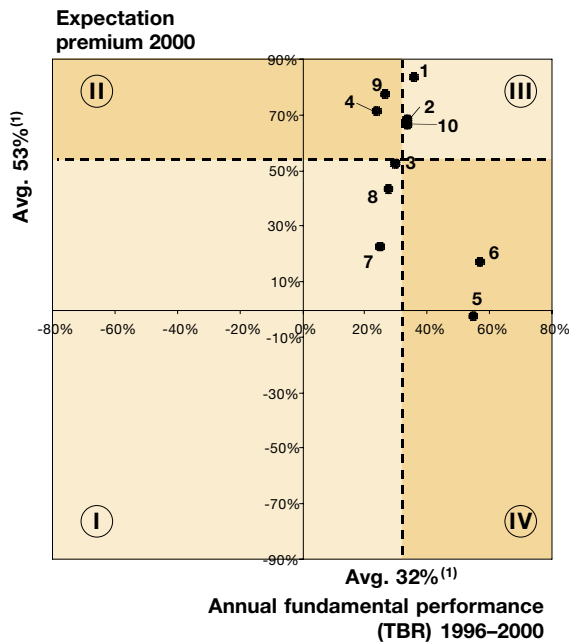 Expectation
premium 2000
Avg. 53%(1)
90%
70%
50%
30%
10%
-10%
-30%
-50%
-70%
-90%
-80% -60% -40% -20% 0% 20% 40% 60% 80%
II
III
I
IV
1
9
4
2
10
3
8
7
6
5
Avg. 32%(1)
Annual fundamental performance
(TBR) 1996–2000